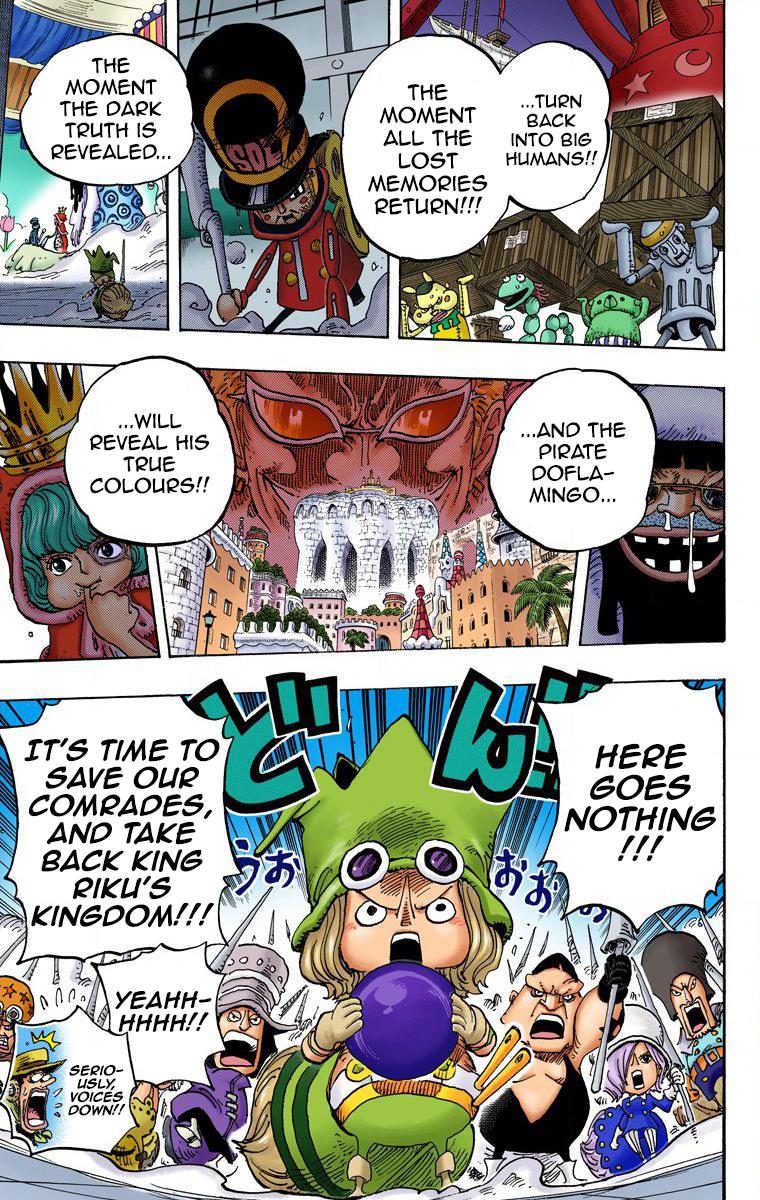 ...TURN
BACK
INTO BIG
HUMANS!!
THE
MOMENT
ALL THE
LOST
MEMORIES
RETURN!!!
SOL
THE
MOMENT
THE DARK
TRUTH IS
REVEALED...
...AND THE
PIRATE
DOFLA-
MINGO...
...WILL
REVEAL HIS
TRUE
COLOURS!!
HERE
GOES
NOTHING
!!!
どん!!
うお
おおお
IT'S TIME TO
SAVE OUR
COMRADES,
AND TAKE
BACK KING
RIKU'S
KINGDOM!!!
YEAHH-
HHHH!!
SERIO-
USLY,
VOICES
DOWN!!